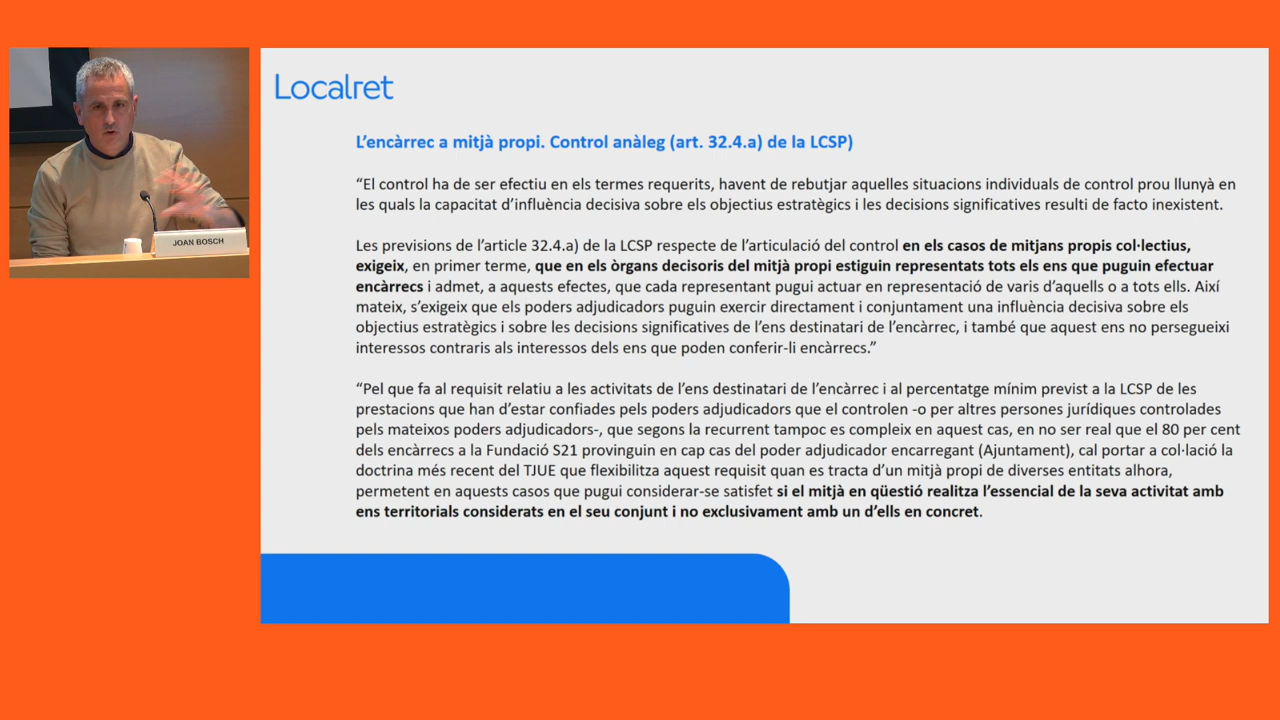 JOAN BOSCH
Localret
L'encàrrec a mitjà propi. Control anàleg (art. 32.4.a) de la LCSP)
“El control ha de ser efectiu en els termes requerits, havent de rebutjar aquelles situacions individuals de control prou llunyà en
les quals la capacitat d'influència decisiva sobre els objectius estratègics i les decisions significatives resulti de facto inexistent.
Les previsions de l'article 32.4.a) de la LCSP respecte de l'articulació del control en els casos de mitjans propis col·lectius,
exigeix, en primer terme, que en els òrgans decisoris del mitjà propi estiguin representats tots els ens que puguin efectuar
encàrrecs i admet, a aquests efectes, que cada representant pugui actuar en representació de varis d'aquells o a tots ells. Així
mateix, s'exigeix que els poders adjudicadors puguin exercir directament i conjuntament una influència decisiva sobre els
objectius estratègics i sobre les decisions significatives de l'ens destinatari de l'encàrrec, i també que aquest ens no persegueixi
interessos contraris als interessos dels ens que poden conferir-li encàrrecs.”
“Pel que fa al requisit relatiu a les activitats de l'ens destinatari de l'encàrrec i al percentatge mínim previst a la LCSP de les
prestacions que han d'estar confiades pels poders adjudicadors que el controlen -o per altres persones jurídiques controlades
pels mateixos poders adjudicadors-, que segons la recurrent tampoc es compleix en aquest cas, en no ser real que el 80 per cent
dels encàrrecs a la Fundació S21 provinguin en cap cas del poder adjudicador encarregant (Ajuntament), cal portar a col·lació la
doctrina més recent del TJUE que flexibilitza aquest requisit quan es tracta d'un mitjà propi de diverses entitats alhora,
permetent en aquests casos que pugui considerar-se satisfet si el mitjà en qüestió realitza l'essencial de la seva activitat amb
ens territorials considerats en el seu conjunt i no exclusivament amb un d'ells en concret.